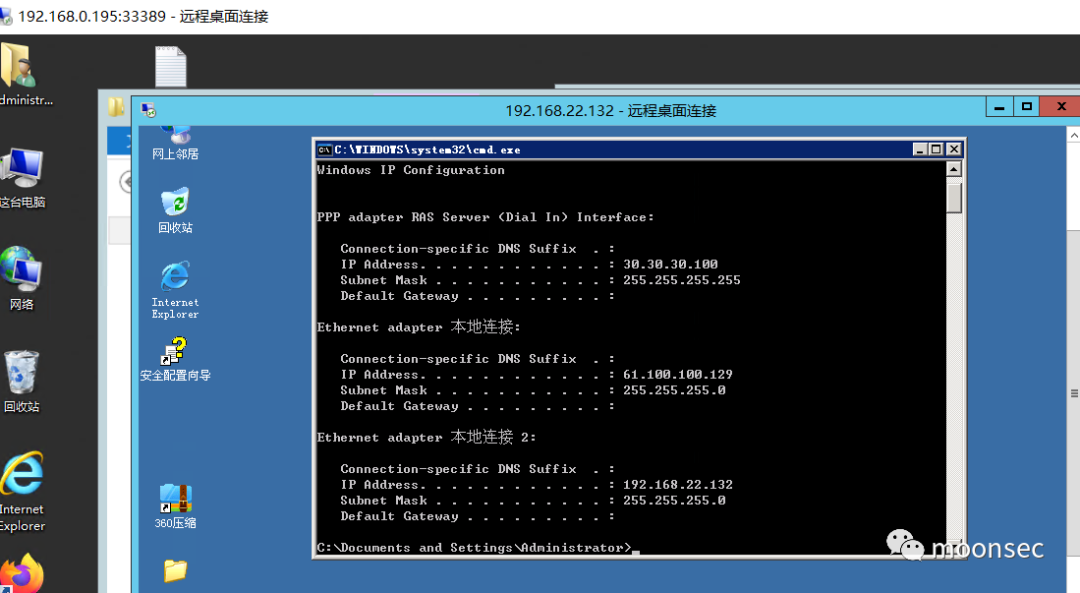 192.168.0.195:33389 - 远程桌面连接
dministr...
192.168.22.132 - 远程桌面连接
网上邻居
这台电脑
回收站
网络
Internet
Explorer
安全配置向导
回收站
Internet
Explorer
360压缩
C:\WINDOWS\system32\cmd.exe
Windows IP Configuration
PPP adapter RAS Server (Dial In) Interface:
Connection-specific DNS Suffix  . :
IP Address. . . . . . . . . . . . : 30.30.30.100
Subnet Mask . . . . . . . . . . . : 255.255.255.255
Default Gateway . . . . . . . . . :
Ethernet adapter 本地连接:
Connection-specific DNS Suffix  . :
IP Address. . . . . . . . . . . . : 61.100.100.129
Subnet Mask . . . . . . . . . . . : 255.255.255.0
Default Gateway . . . . . . . . . :
Ethernet adapter 本地连接 2:
Connection-specific DNS Suffix  . :
IP Address. . . . . . . . . . . . : 192.168.22.132
Subnet Mask . . . . . . . . . . . : 255.255.255.0
Default Gateway . . . . . . . . . :
C:\Documents and Settings\Administrator>_
moonsec